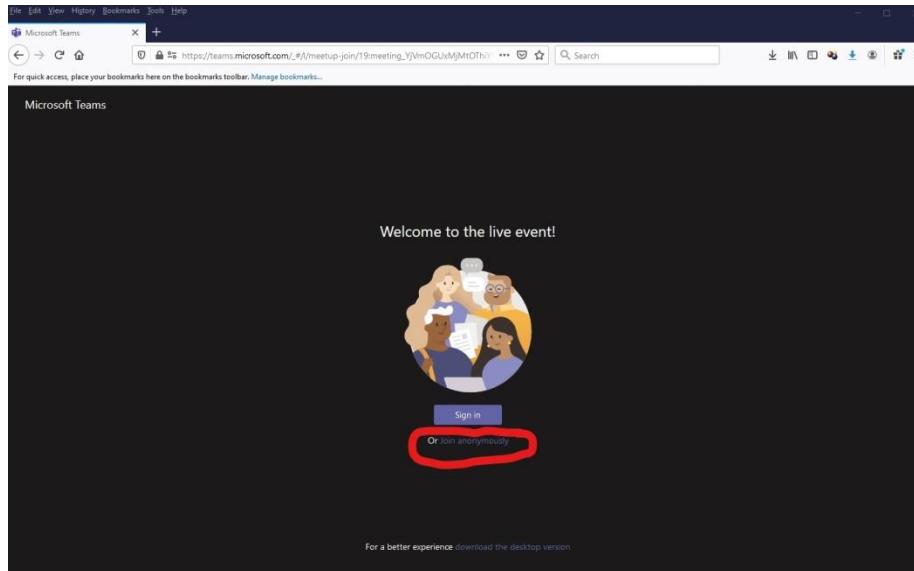 File Edit View History Bookmarks Tools Help
Microsoft Teams
https://teams.microsoft.com/_#/l/meetup-join/19:meeting_YjVmOGUxMjMtOThi
Search
For quick access, place your bookmarks here on the bookmarks toolbar. Manage bookmarks...
Microsoft Teams
Welcome to the live event!
Sign in
Or Join anonymously
For a better experience download the desktop version